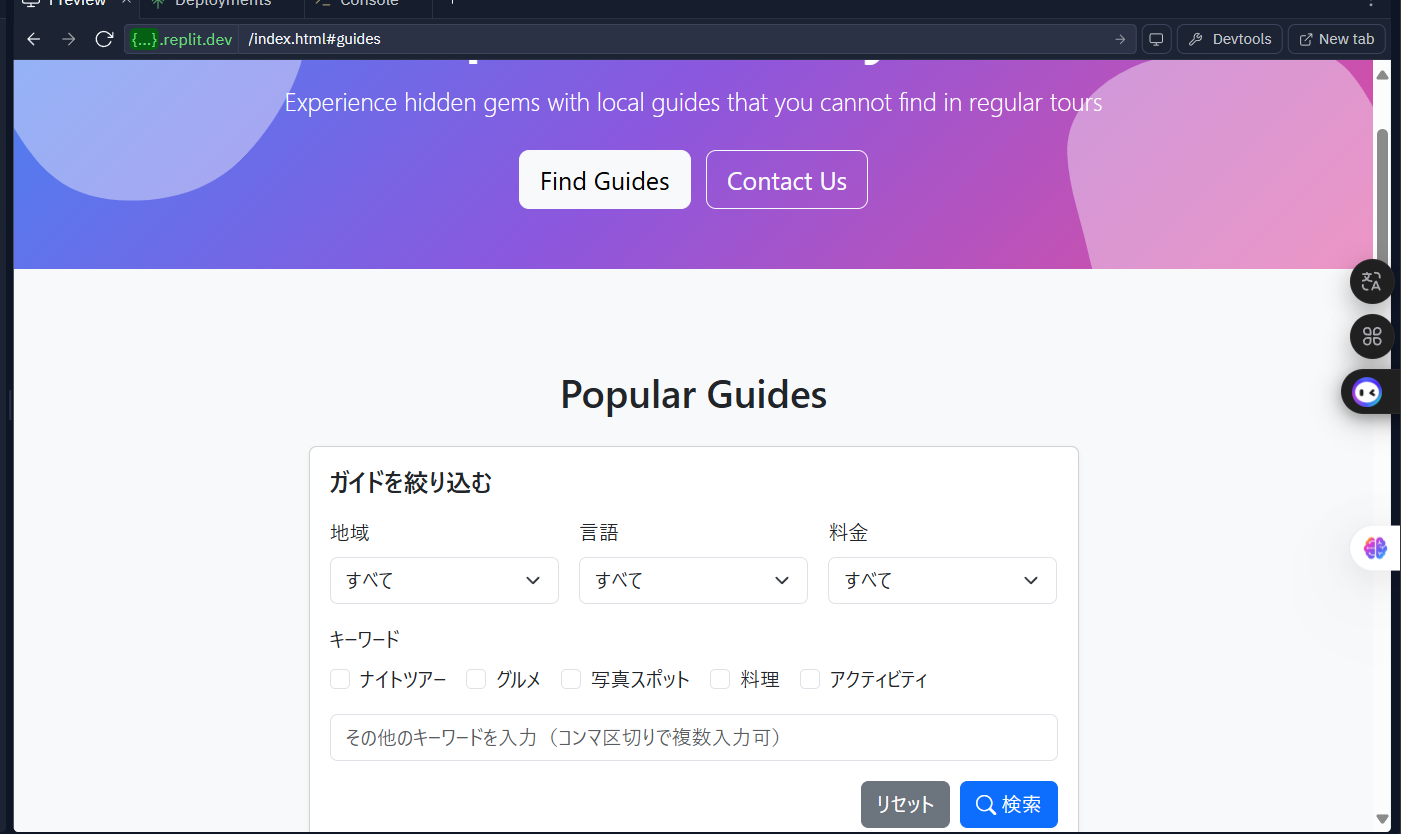 Preview
Deployments
Console
{...}.replit.dev /index.html#guides
Devtools
New tab
Experience hidden gems with local guides that you cannot find in regular tours
Find Guides
Contact Us
Popular Guides
ガイドを絞り込む
地域 言語 料金
すべて すべて すべて
キーワード
ナイトツアー グルメ 写真スポット 料理 アクティビティ
その他のキーワードを入力（コンマ区切りで複数入力可）
リセット 検索